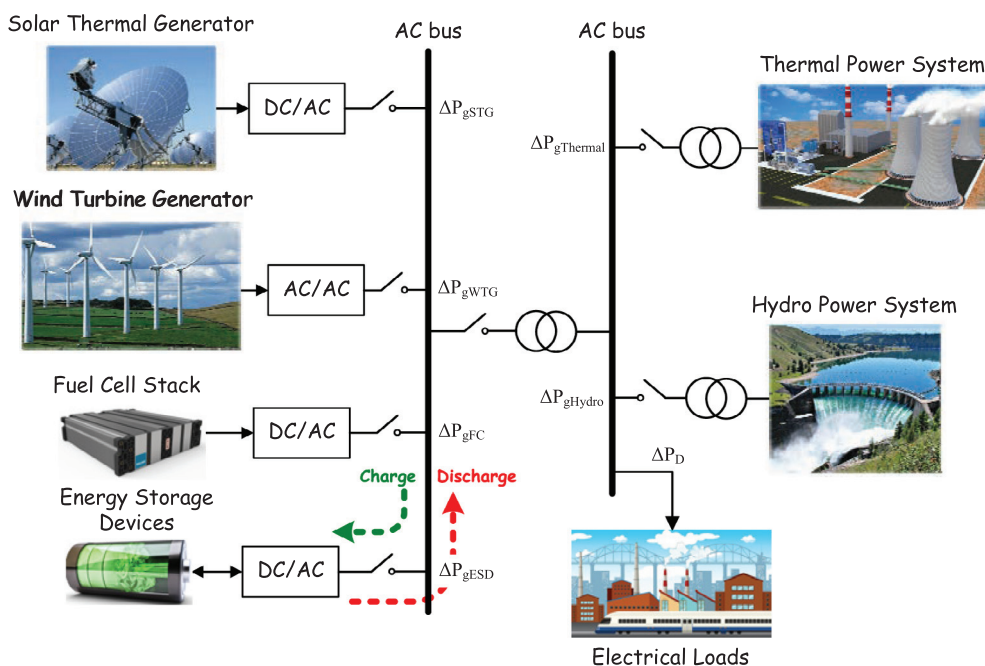 Solar Thermal Generator
DC/AC
AC bus
ΔPgSTG
Wind Turbine Generator
AC/AC
ΔPgWTG
Fuel Cell Stack
DC/AC
ΔPgFC
Charge
Discharge
Energy Storage
Devices
DC/AC
ΔPgESD
AC bus
ΔPgThermal
Thermal Power System
Hydro Power System
ΔPgHydro
ΔPD
Electrical Loads